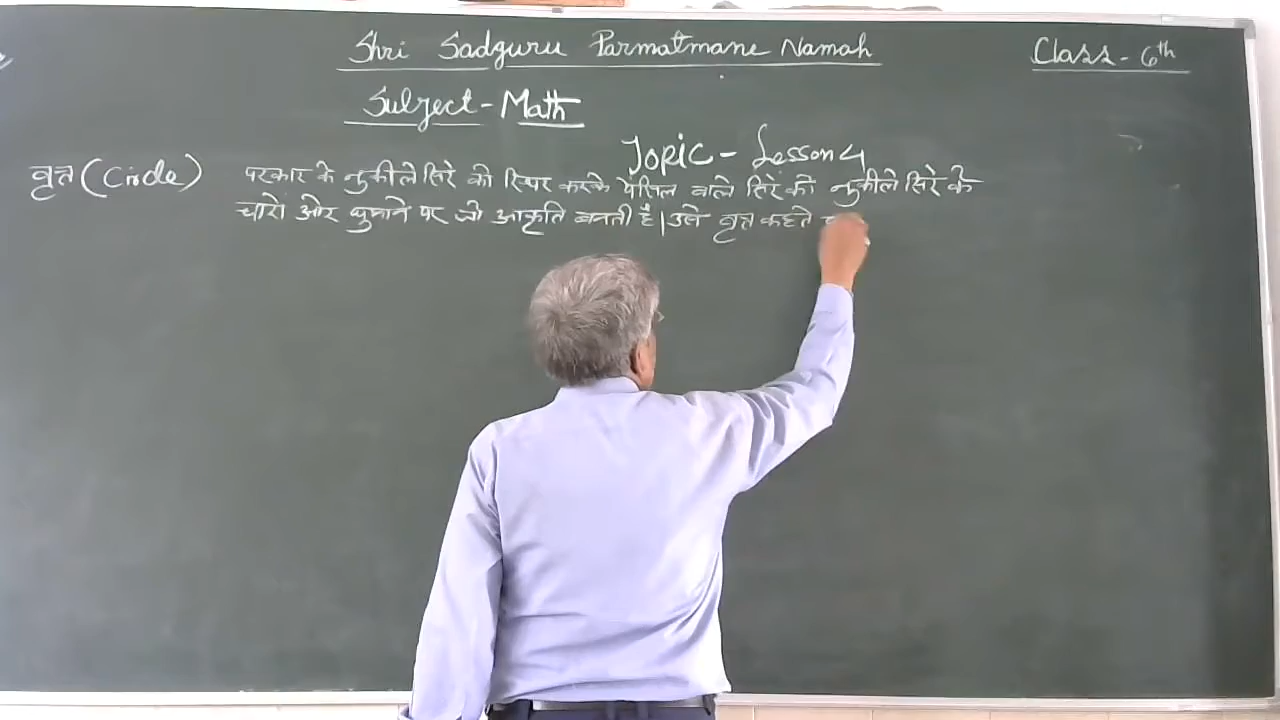 Shri Sadguru Parmatmane Namah
Class - 6th
Subject - Math
Topic - Lesson 4
वृत्त (Circle) परकार के नुकीले सिरे को स्थिर करके पेंसिल वाले सिरे को नुकीले सिरे के
चारो ओर घुमाने पर जो आकृति बनती है। उसे वृत्त कहते